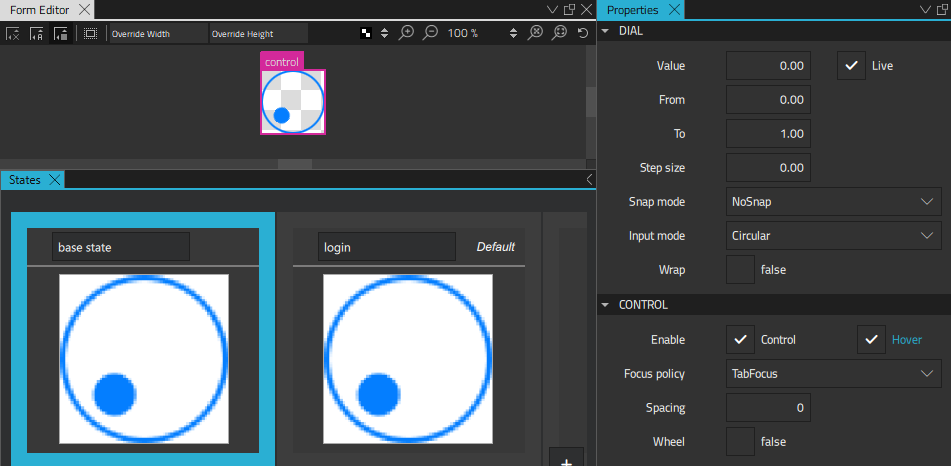 Form Editor
Override Width Override Height 100 %
control
States
base state
login Default
+
Properties
DIAL
Value 0.00 Live
From 0.00
To 1.00
Step size 0.00
Snap mode NoSnap
Input mode Circular
Wrap false
CONTROL
Enable Control Hover
Focus policy TabFocus
Spacing 0
Wheel false